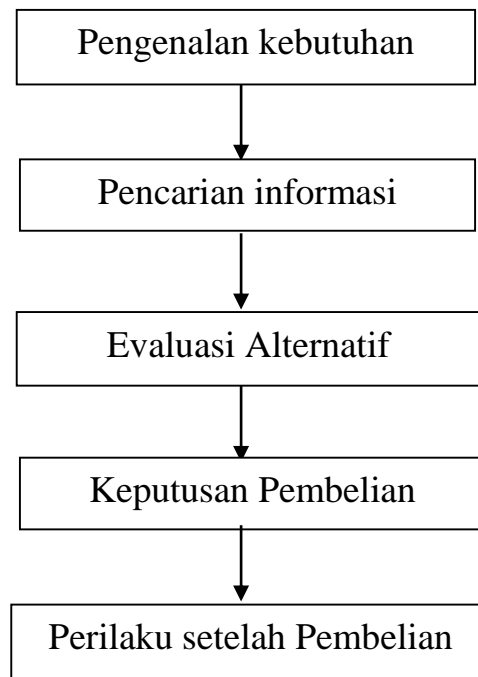 Pengenalan kebutuhan
Pencarian informasi
Evaluasi Alternatif
Keputusan Pembelian
Perilaku setelah Pembelian